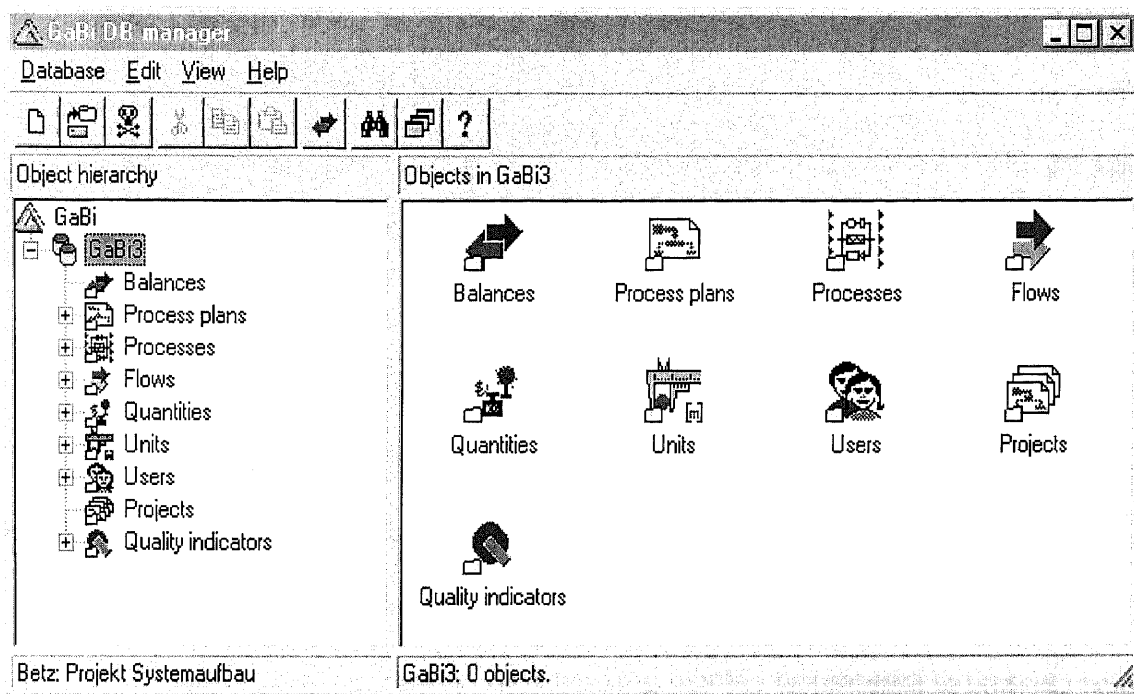 GaBi DB manager
Database Edit View Help
Object hierarchy
Objects in GaBi3
GaBi
GaBi3
Balances
Process plans
Processes
Flows
Quantities
Units
Users
Projects
Quality indicators
Balances Process plans Processes Flows
Quantities Units Users Projects
Quality indicators
Betz: Projekt Systemaufbau
GaBi3: 0 objects.